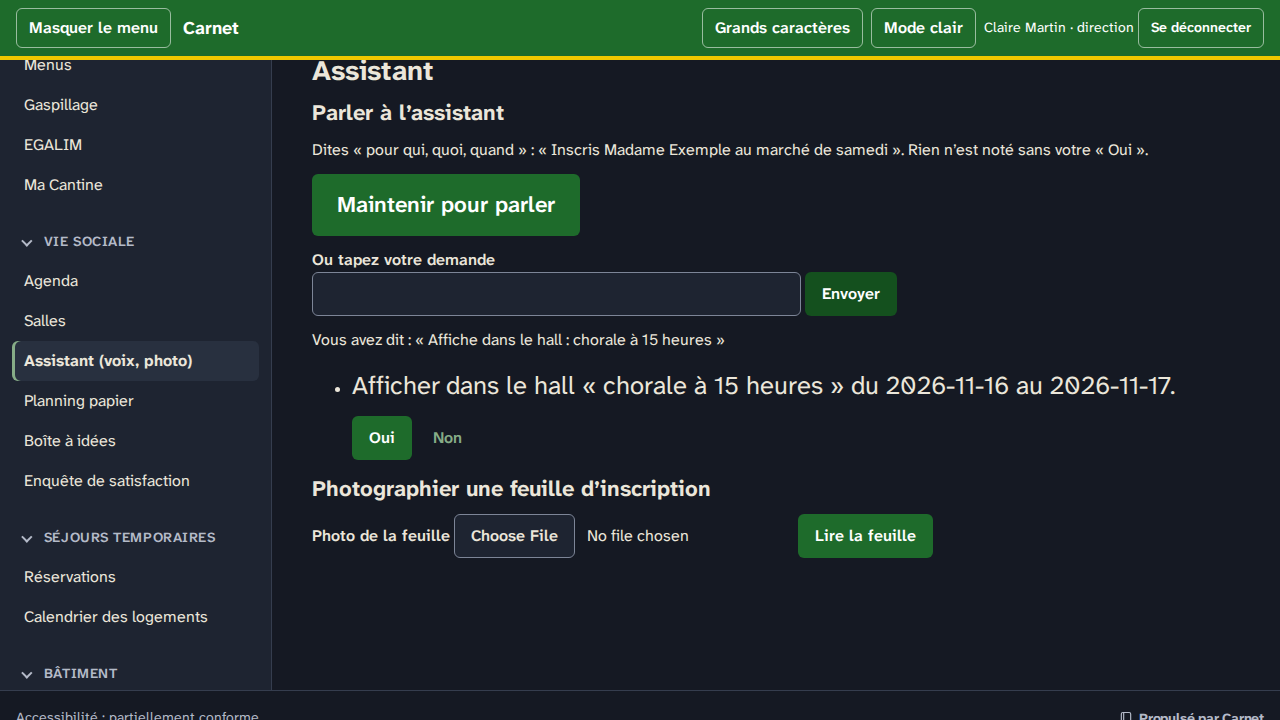 Masquer le menu
Carnet
Grands caractères
Mode clair
Claire Martin · direction
Se déconnecter
Menus
Gaspillage
EGALIM
Ma Cantine
VIE SOCIALE
Agenda
Salles
Assistant (voix, photo)
Planning papier
Boîte à idées
Enquête de satisfaction
SÉJOURS TEMPORAIRES
Réservations
Calendrier des logements
BÂTIMENT
Assistant
Parler à l’assistant
Dites « pour qui, quoi, quand » : « Inscris Madame Exemple au marché de samedi ». Rien n’est noté sans votre « Oui ».
Maintenir pour parler
Ou tapez votre demande
Envoyer
Vous avez dit : « Affiche dans le hall : chorale à 15 heures »
• Afficher dans le hall « chorale à 15 heures » du 2026-11-16 au 2026-11-17.
Oui
Non
Photographier une feuille d’inscription
Photo de la feuille
Choose File
No file chosen
Lire la feuille
Accessibilité : partiellement conforme
Propulsé par Carnet